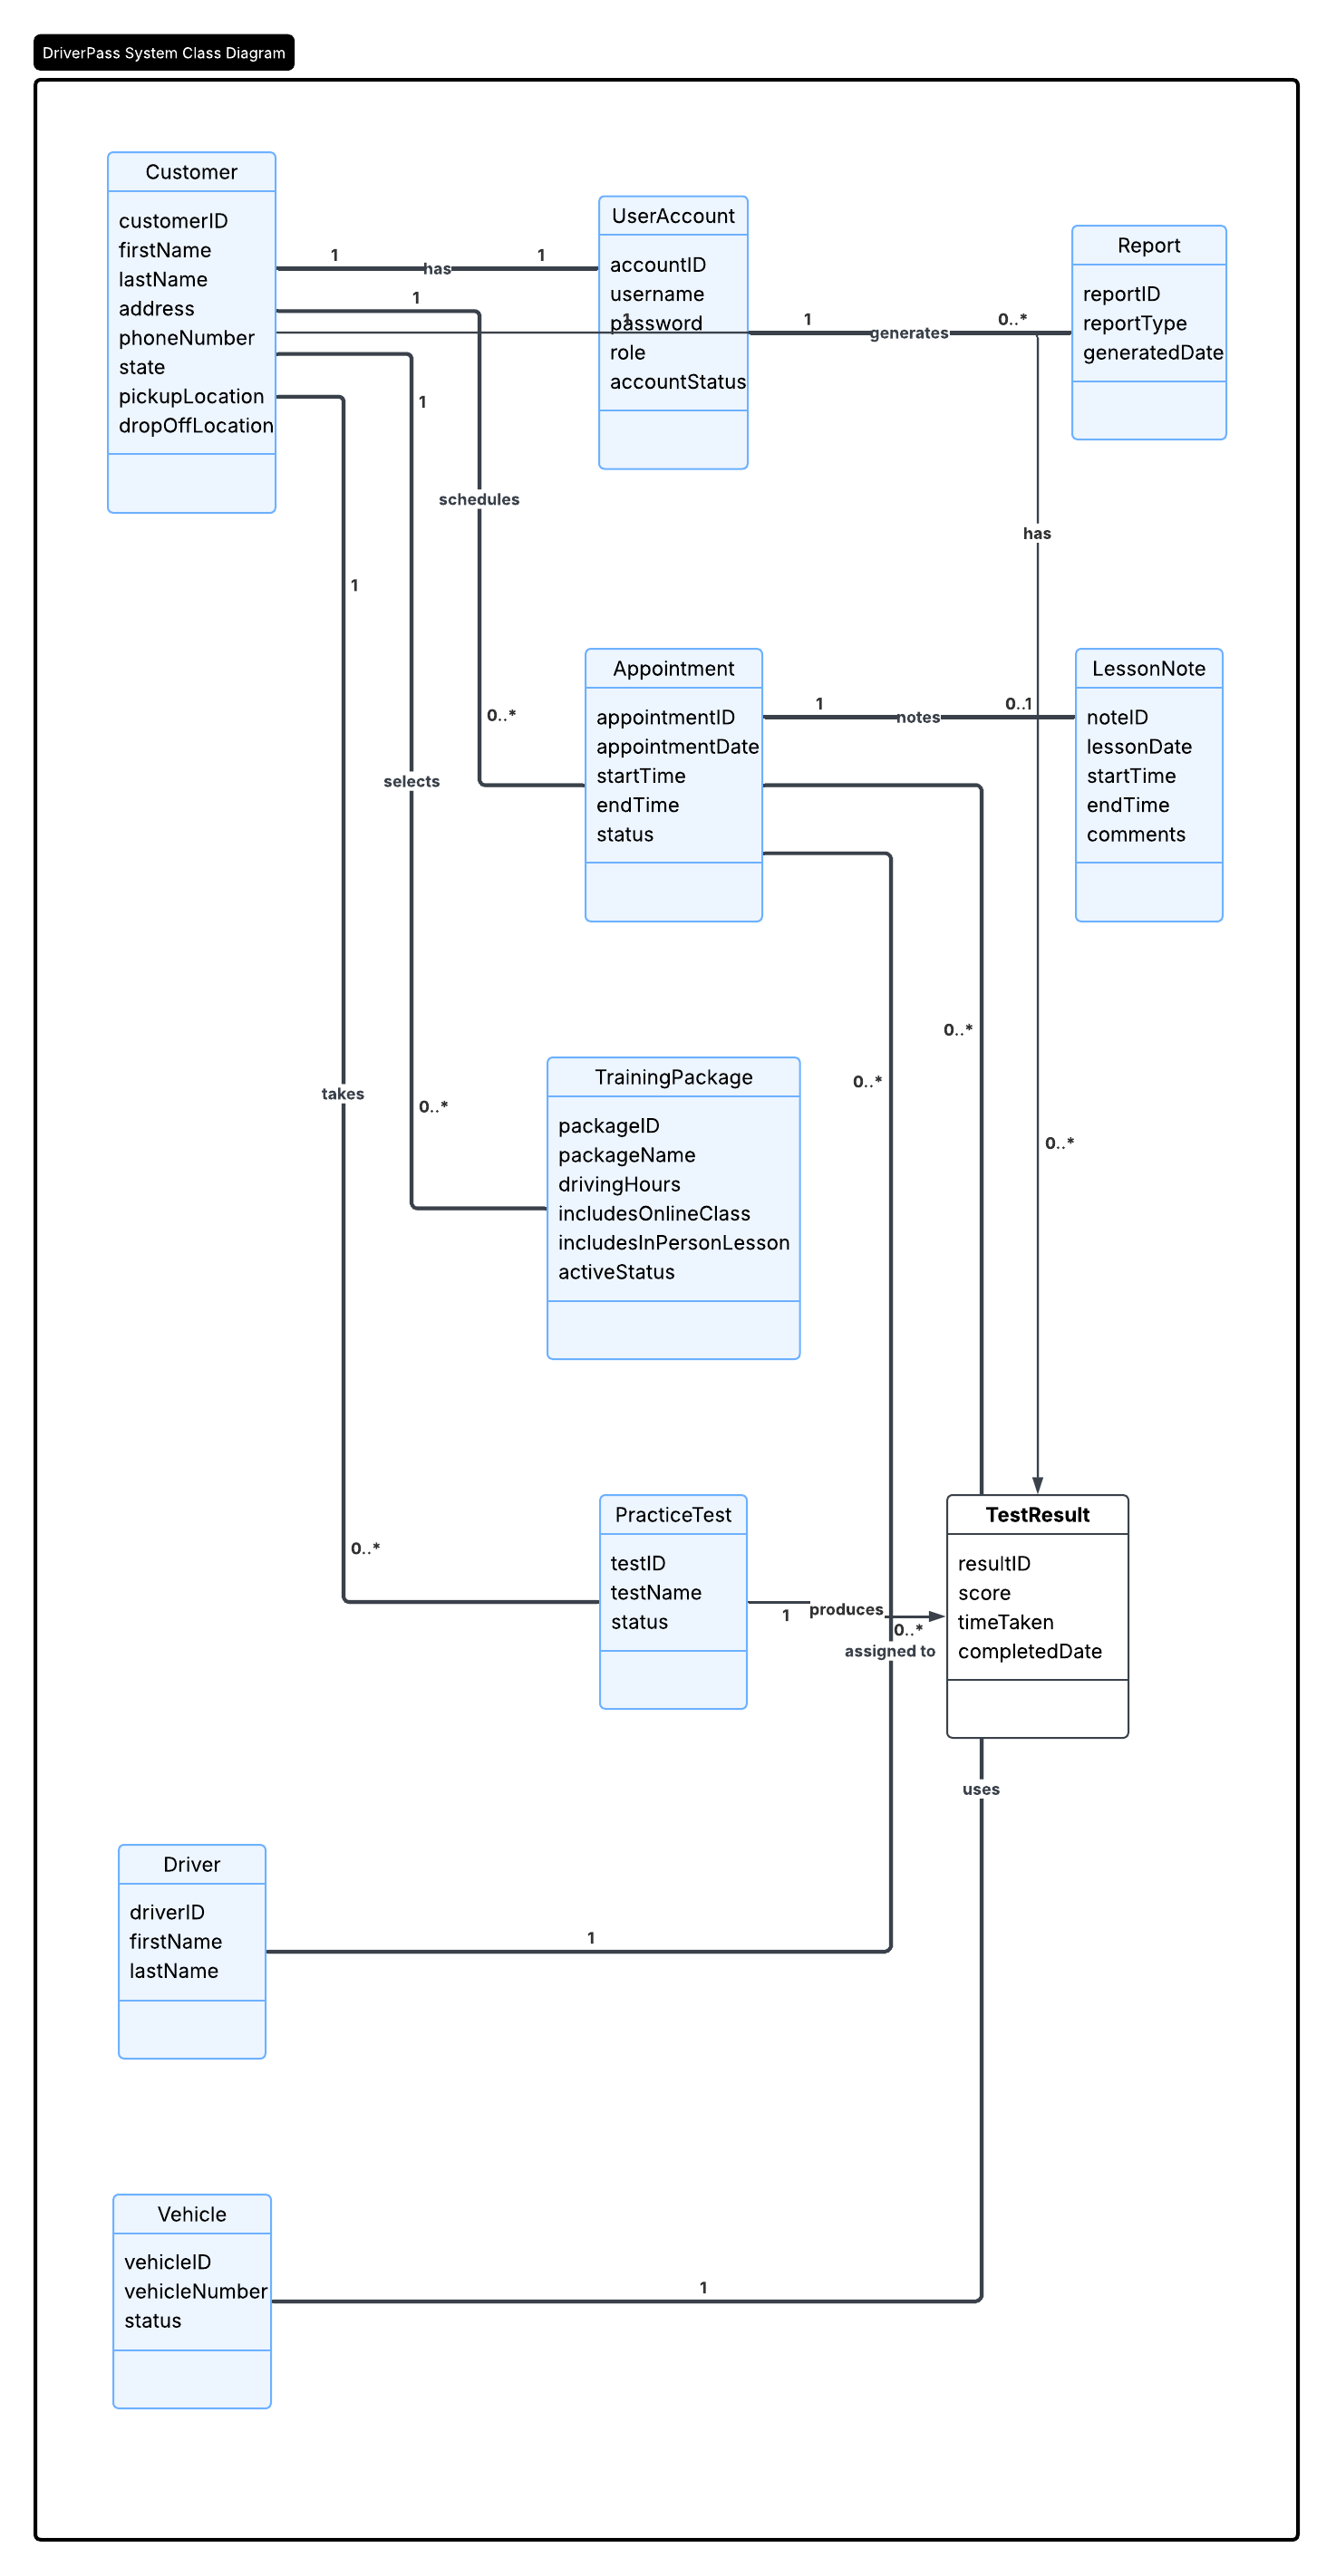 DriverPass System Class Diagram
Customer
customerID
firstName
lastName
address
phoneNumber
state
pickupLocation
dropOffLocation
1
has
1
UserAccount
accountID
username
password
role
accountStatus
1
1
generates
0..*
Report
reportID
reportType
generatedDate
1
schedules
0..*
1
selects
0..*
1
takes
0..*
has
0..*
Appointment
appointmentID
appointmentDate
startTime
endTime
status
1
notes
0..1
LessonNote
noteID
lessonDate
startTime
endTime
comments
0..*
0..*
TrainingPackage
packageID
packageName
drivingHours
includesOnlineClass
includesInPersonLesson
activeStatus
PracticeTest
testID
testName
status
1
produces
0..*
assigned to
TestResult
resultID
score
timeTaken
completedDate
uses
Driver
driverID
firstName
lastName
1
Vehicle
vehicleID
vehicleNumber
status
1